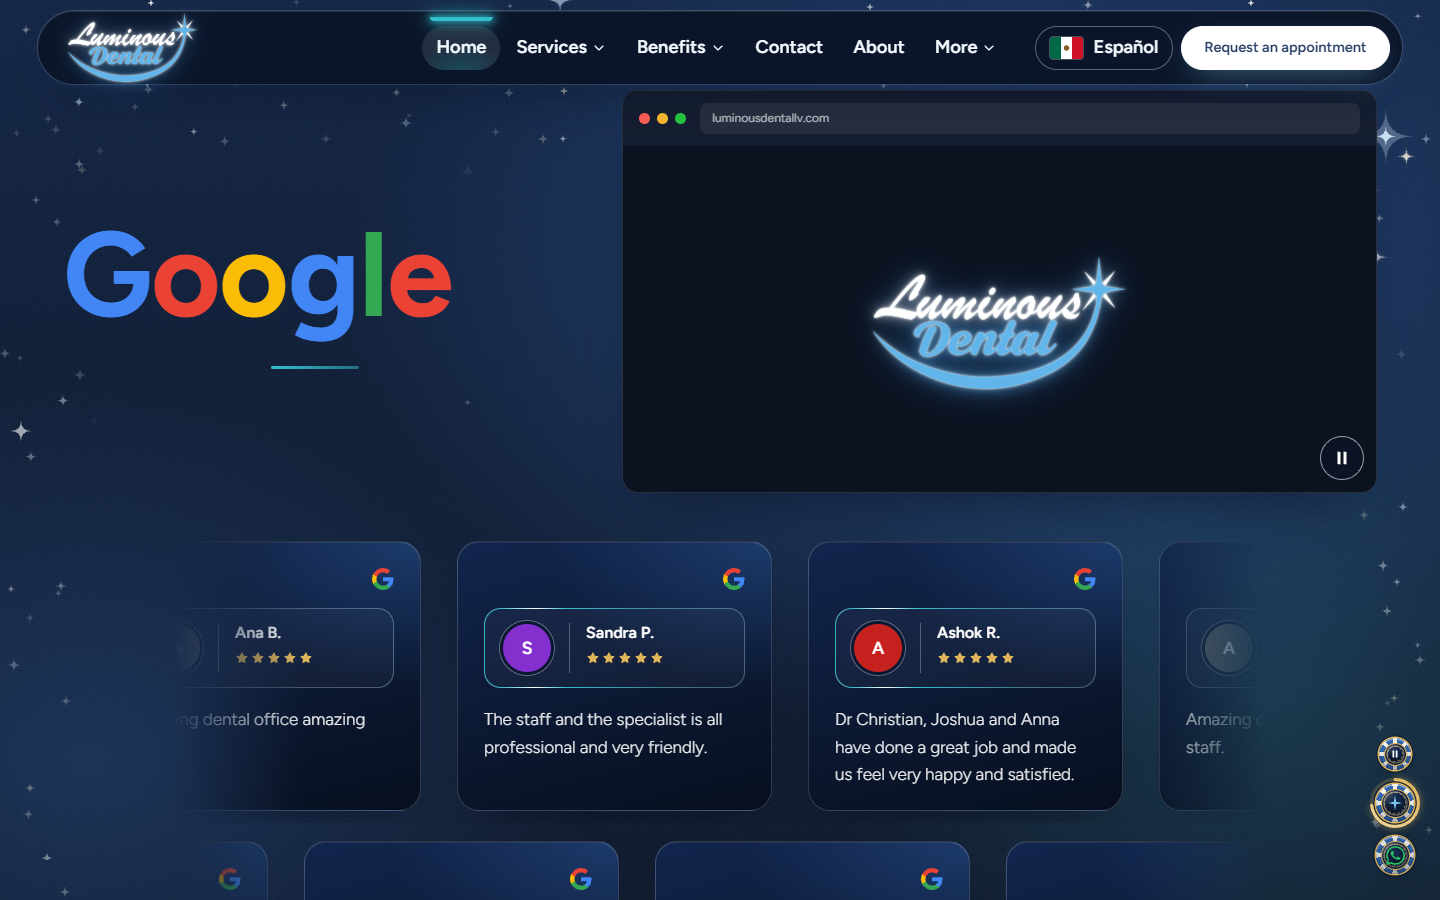 Luminous
Dental
Home
Services
Benefits
Contact
About
More
Español
Request an appointment
luminousdentallv.com
Google
Luminous
Dental
Ana B.
dental office amazing
S
Sandra P.
The staff and the specialist is all
professional and very friendly.
A
Ashok R.
Dr Christian, Joshua and Anna
have done a great job and made
us feel very happy and satisfied.
A
Amazing
staff.